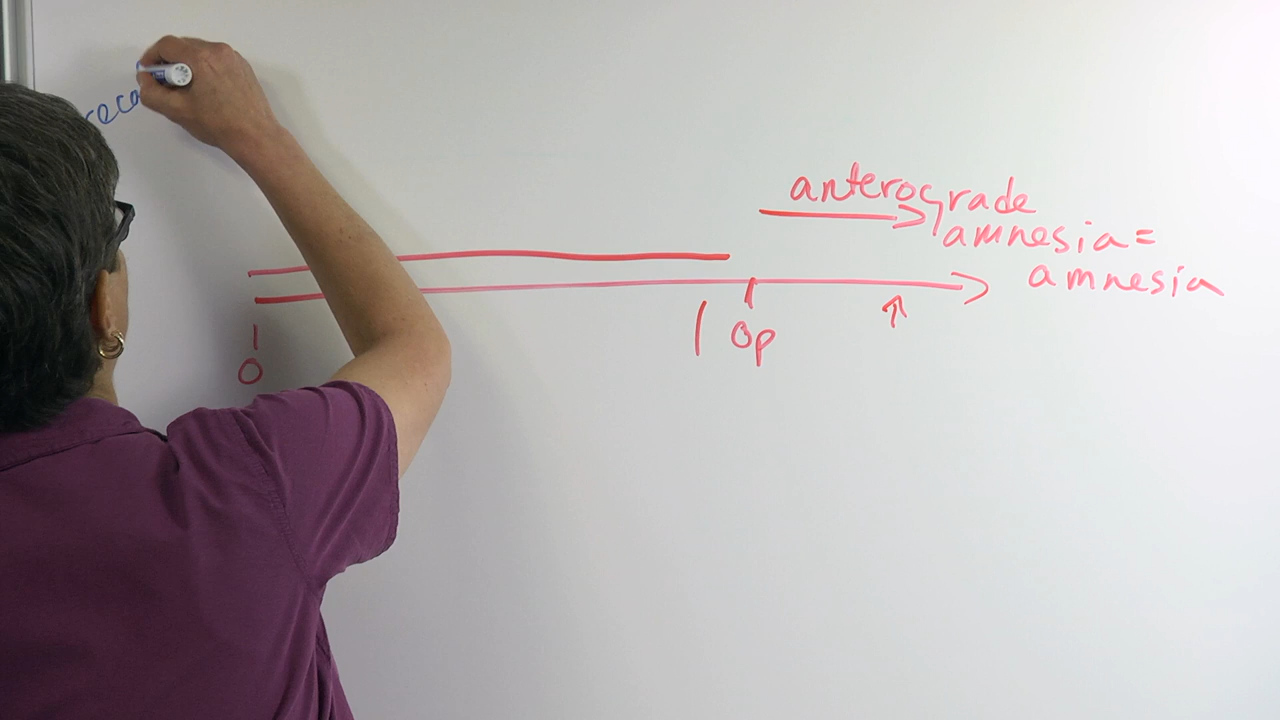 anterograde
amnesia =
amnesia
Op
0